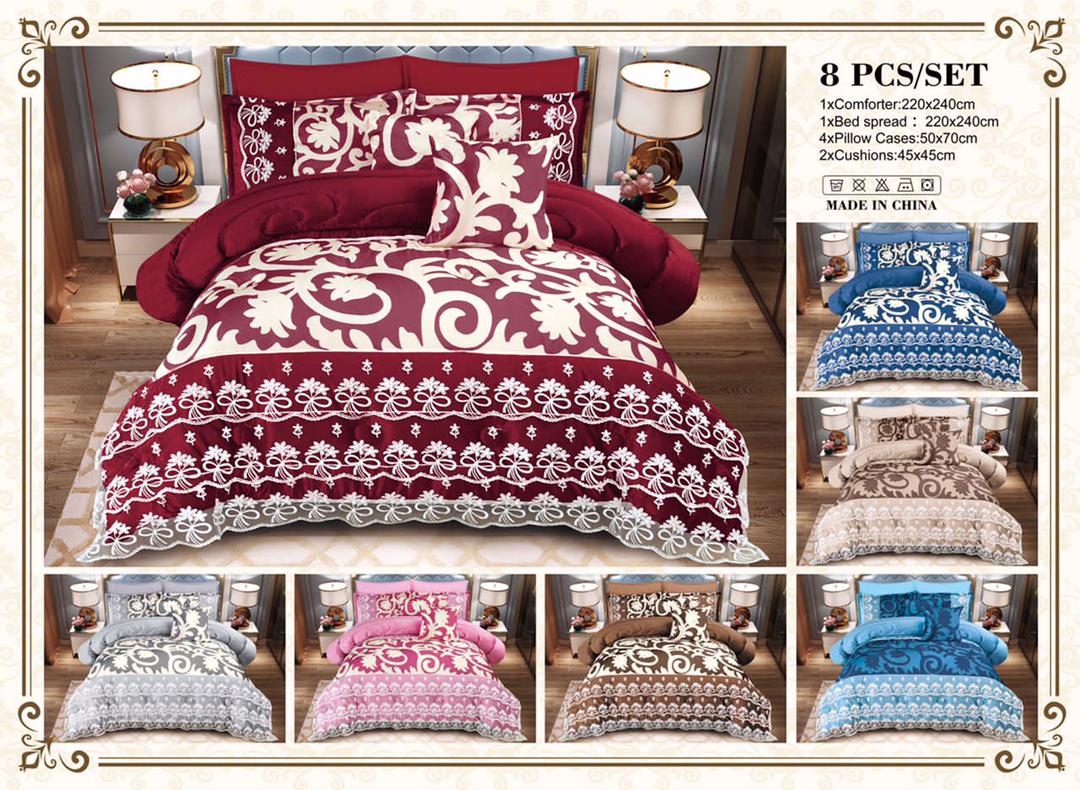 8 PCS/SET
1xComforter:220x240cm
1xBed spread： 220x240cm
4xPillow Cases:50x70cm
2xCushions:45x45cm
MADE IN CHINA